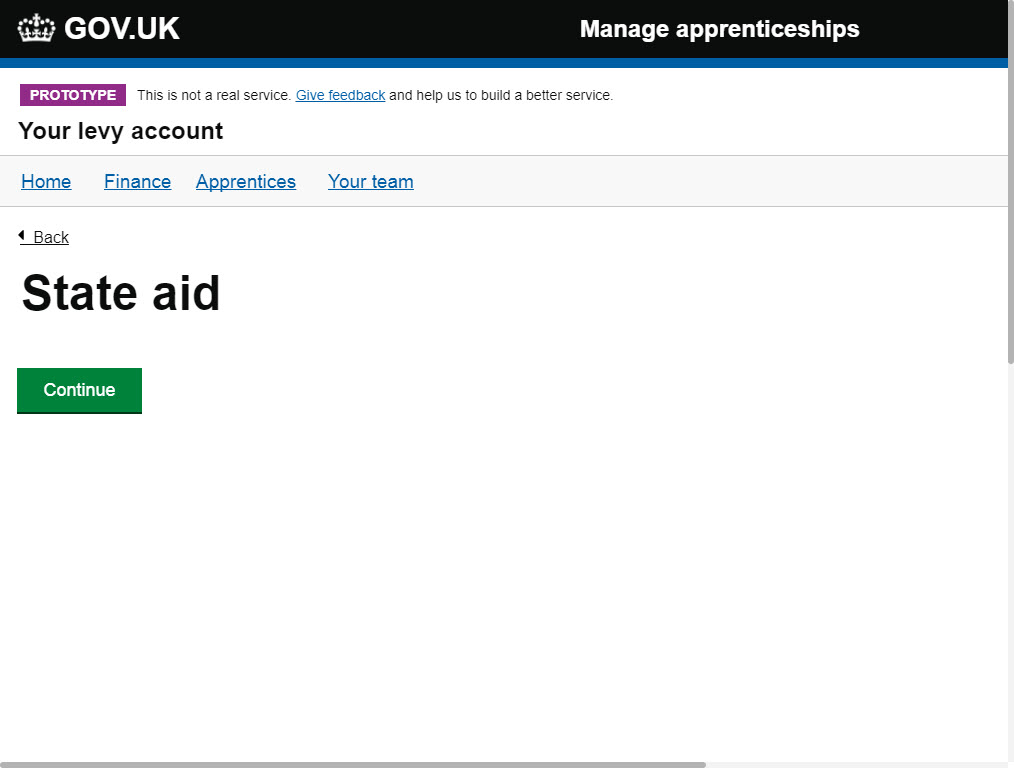 GOV.UK
Manage apprenticeships
PROTOTYPE This is not a real service. Give feedback and help us to build a better service.
Your levy account
Home Finance Apprentices Your team
Back
State aid
Continue